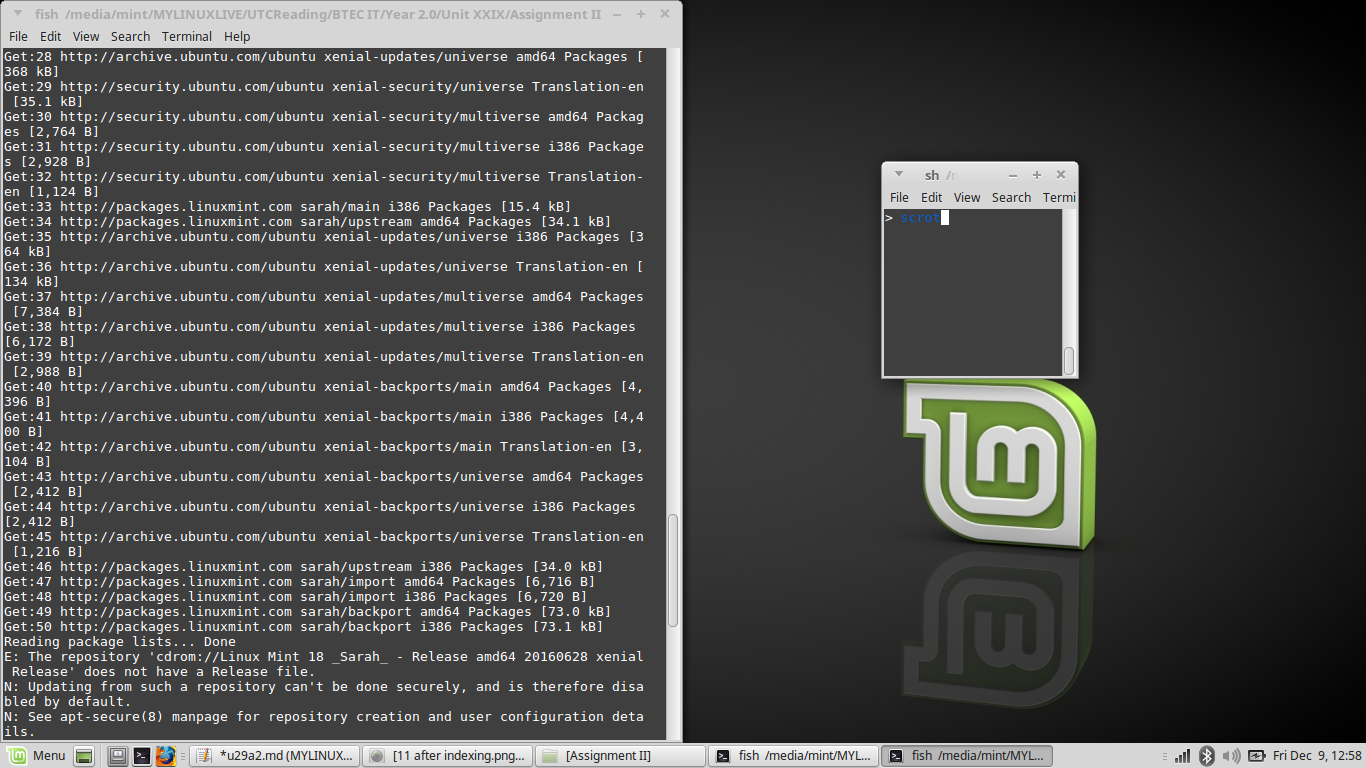 fish /media/mint/MYLINUXLIVE/UTCReading/BTEC IT/Year 2.0/Unit XXIX/Assignment II
File Edit View Search Terminal Help
Get:28 http://archive.ubuntu.com/ubuntu xenial-updates/universe amd64 Packages [
368 kB]
Get:29 http://security.ubuntu.com/ubuntu xenial-security/universe Translation-en
 [35.1 kB]
Get:30 http://security.ubuntu.com/ubuntu xenial-security/multiverse amd64 Packag
es [2,764 B]
Get:31 http://security.ubuntu.com/ubuntu xenial-security/multiverse i386 Package
s [2,928 B]
Get:32 http://security.ubuntu.com/ubuntu xenial-security/multiverse Translation-
en [1,124 B]
Get:33 http://packages.linuxmint.com sarah/main i386 Packages [15.4 kB]
Get:34 http://packages.linuxmint.com sarah/upstream amd64 Packages [34.1 kB]
Get:35 http://archive.ubuntu.com/ubuntu xenial-updates/universe i386 Packages [3
64 kB]
Get:36 http://archive.ubuntu.com/ubuntu xenial-updates/universe Translation-en [
134 kB]
Get:37 http://archive.ubuntu.com/ubuntu xenial-updates/multiverse amd64 Packages
 [7,384 B]
Get:38 http://archive.ubuntu.com/ubuntu xenial-updates/multiverse i386 Packages
[6,172 B]
Get:39 http://archive.ubuntu.com/ubuntu xenial-updates/multiverse Translation-en
 [2,988 B]
Get:40 http://archive.ubuntu.com/ubuntu xenial-backports/main amd64 Packages [4,
396 B]
Get:41 http://archive.ubuntu.com/ubuntu xenial-backports/main i386 Packages [4,4
00 B]
Get:42 http://archive.ubuntu.com/ubuntu xenial-backports/main Translation-en [3,
104 B]
Get:43 http://archive.ubuntu.com/ubuntu xenial-backports/universe amd64 Packages
 [2,412 B]
Get:44 http://archive.ubuntu.com/ubuntu xenial-backports/universe i386 Packages
[2,412 B]
Get:45 http://archive.ubuntu.com/ubuntu xenial-backports/universe Translation-en
 [1,216 B]
Get:46 http://packages.linuxmint.com sarah/upstream i386 Packages [34.0 kB]
Get:47 http://packages.linuxmint.com sarah/import amd64 Packages [6,716 B]
Get:48 http://packages.linuxmint.com sarah/import i386 Packages [6,720 B]
Get:49 http://packages.linuxmint.com sarah/backport amd64 Packages [73.0 kB]
Get:50 http://packages.linuxmint.com sarah/backport i386 Packages [73.1 kB]
Reading package lists... Done
E: The repository 'cdrom://Linux Mint 18 _Sarah_ - Release amd64 20160628 xenial
 Release' does not have a Release file.
N: Updating from such a repository can't be done securely, and is therefore disa
bled by default.
N: See apt-secure(8) manpage for repository creation and user configuration deta
ils.
sh /m
File Edit View Search Termi
> scrot
Menu *u29a2.md (MYLINUX... [11 after indexing.png... [Assignment II] fish /media/mint/MYL... fish /media/mint/MYL... Fri Dec 9, 12:58